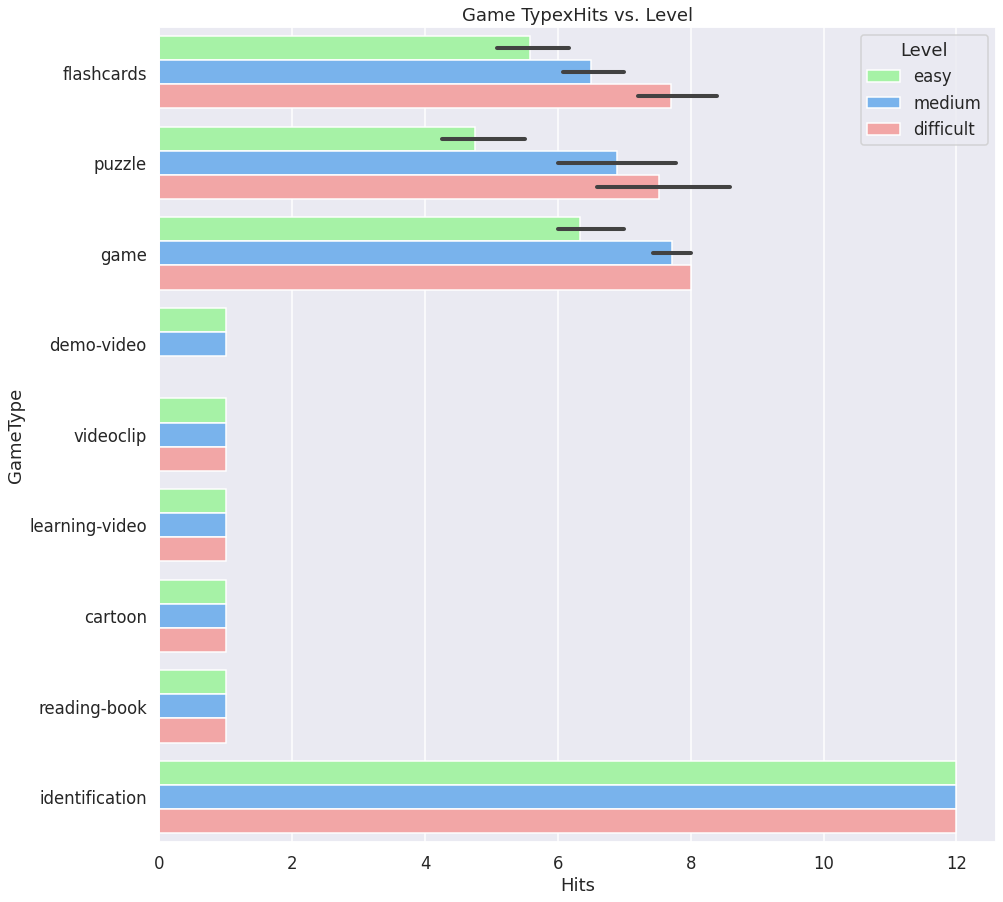 Game TypexHits vs. Level
Level
easy
medium
difficult
GameType
flashcards
puzzle
game
demo-video
videoclip
learning-video
cartoon
reading-book
identification
0 2 4 6 8 10 12
Hits